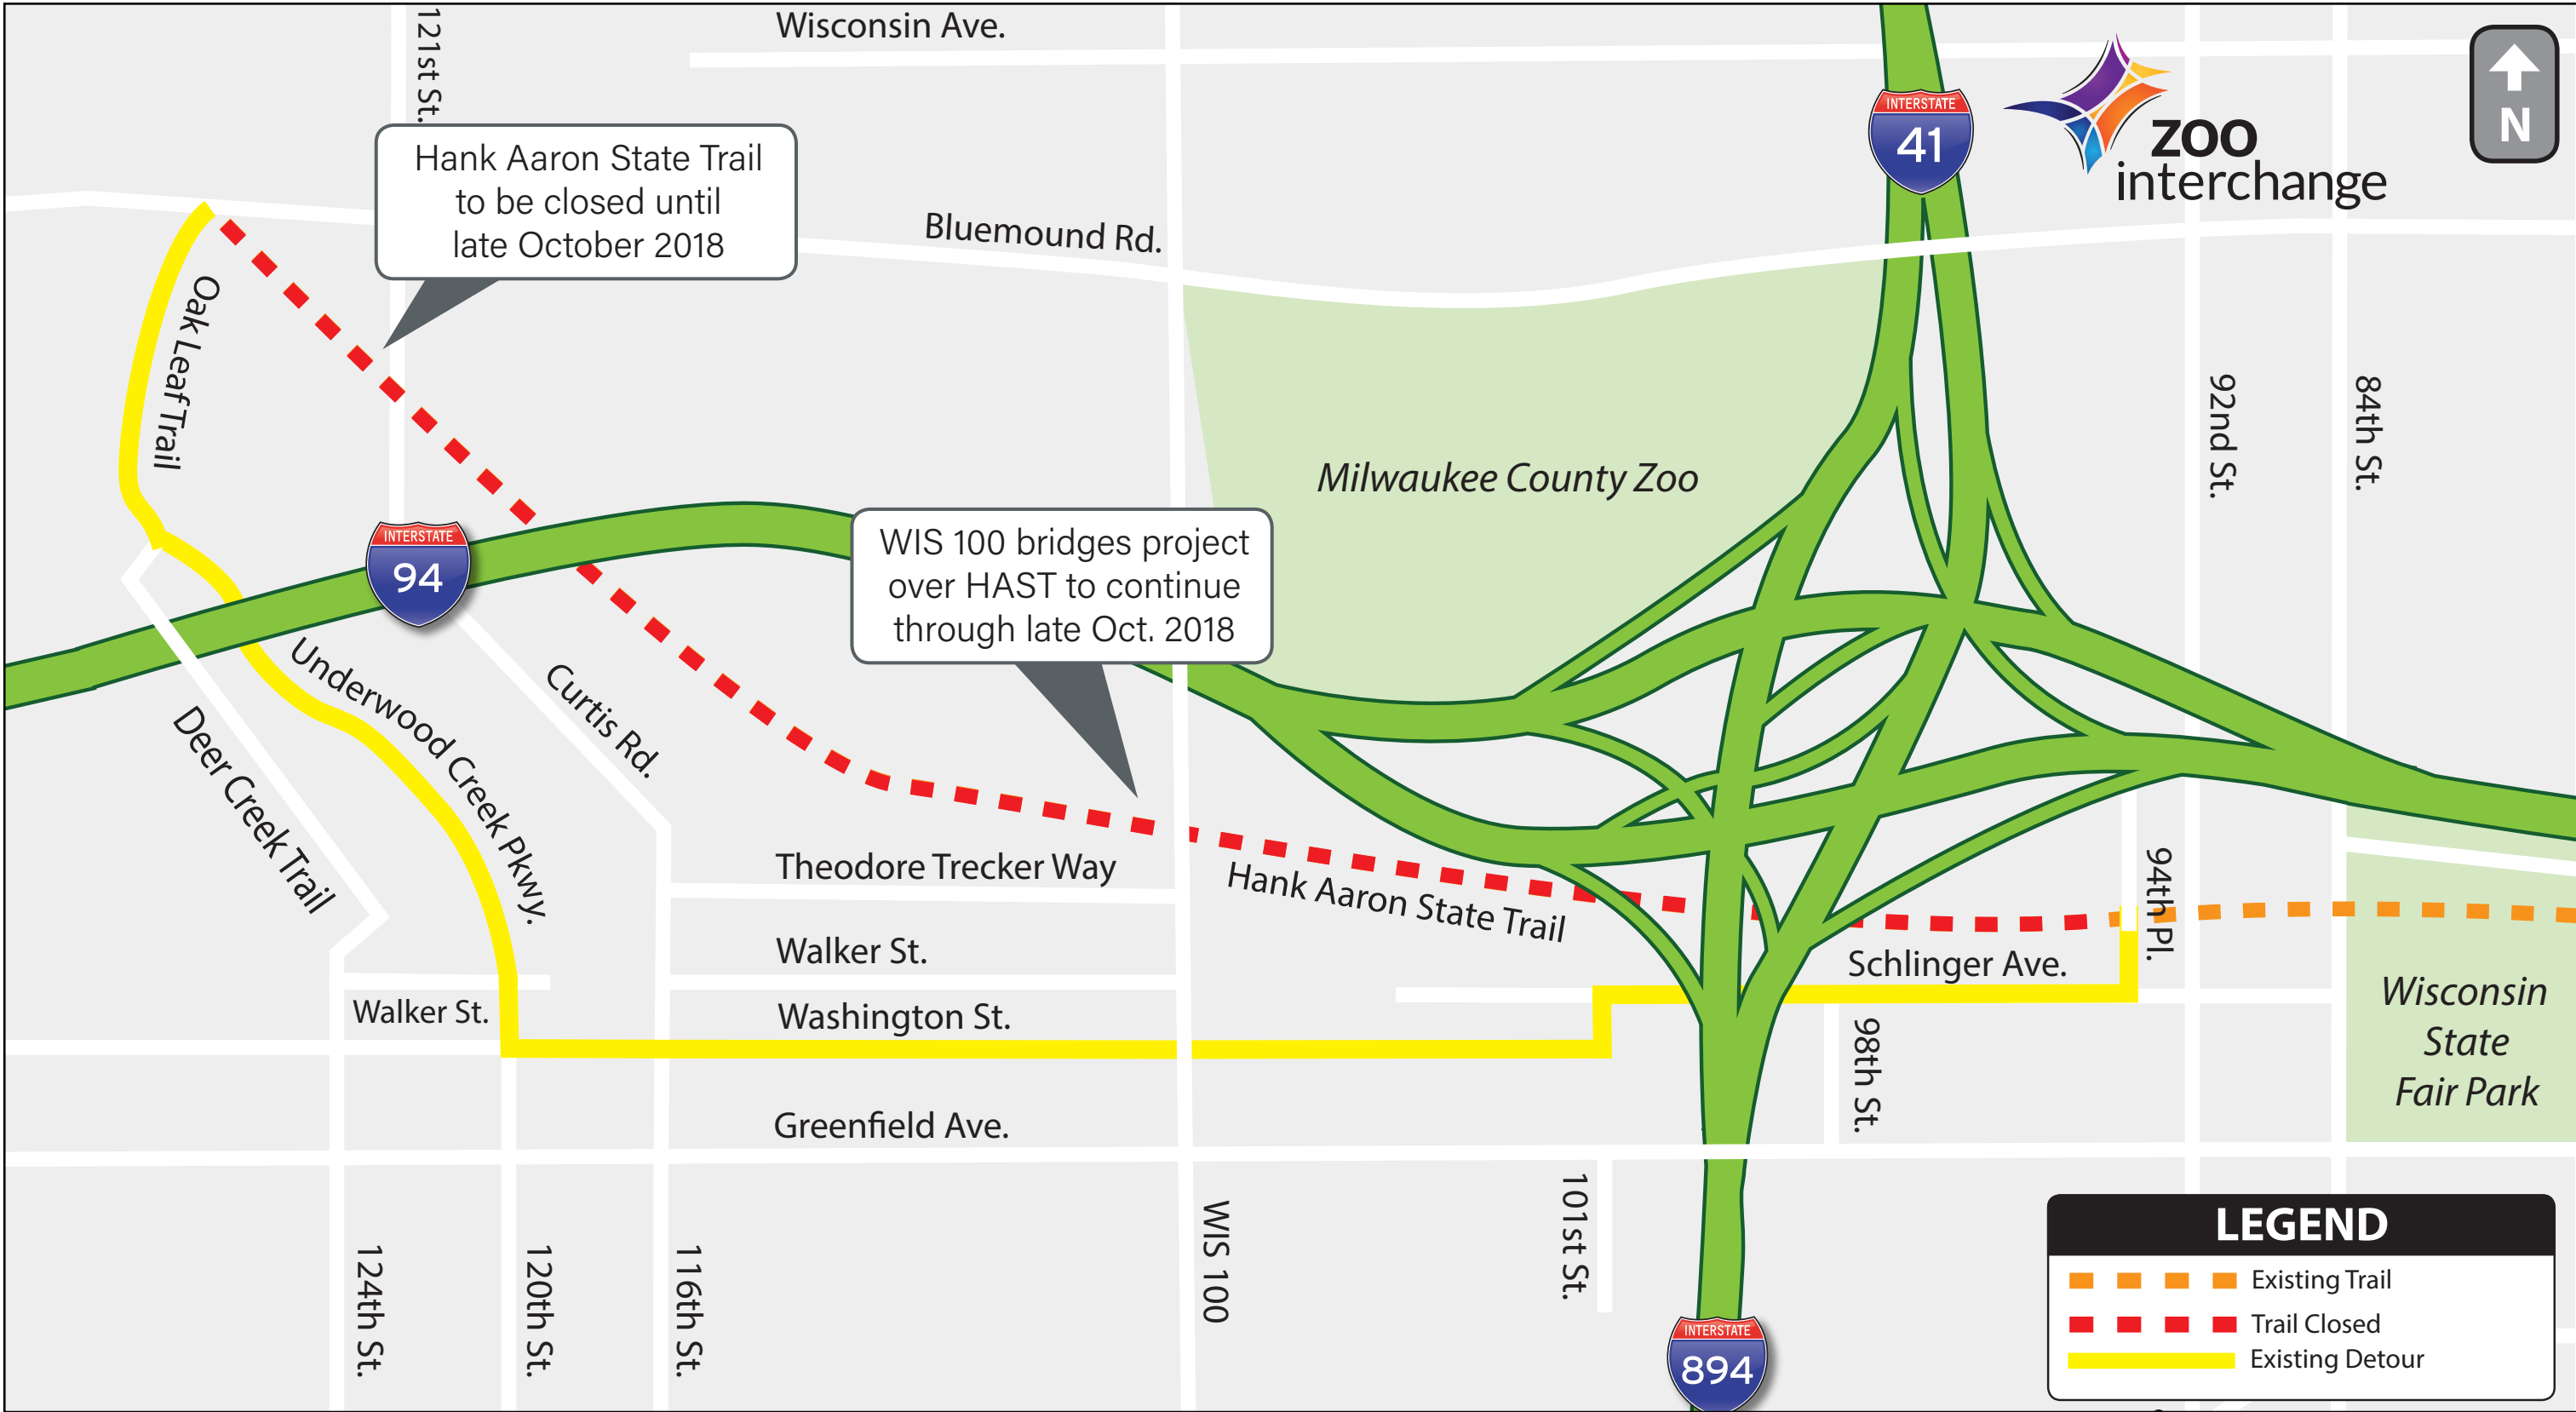 Wisconsin Ave.
121st St.
INTERSTATE
41
zoo
interchange
N
Hank Aaron State Trail
to be closed until
late October 2018
Bluemound Rd.
Oak Leaf Trail
Milwaukee County Zoo
92nd St.
84th St.
INTERSTATE
94
WIS 100 bridges project
over HAST to continue
through late Oct. 2018
Underwood Creek Pkwy.
Curtis Rd.
Deer Creek Trail
Theodore Trecker Way
Hank Aaron State Trail
94th Pl.
Walker St.
Schlinger Ave.
Walker St.
Washington St.
98th St.
Wisconsin
State
Fair Park
Greenfield Ave.
124th St.
120th St.
116th St.
WIS 100
101st St.
INTERSTATE
894
LEGEND
Existing Trail
Trail Closed
Existing Detour